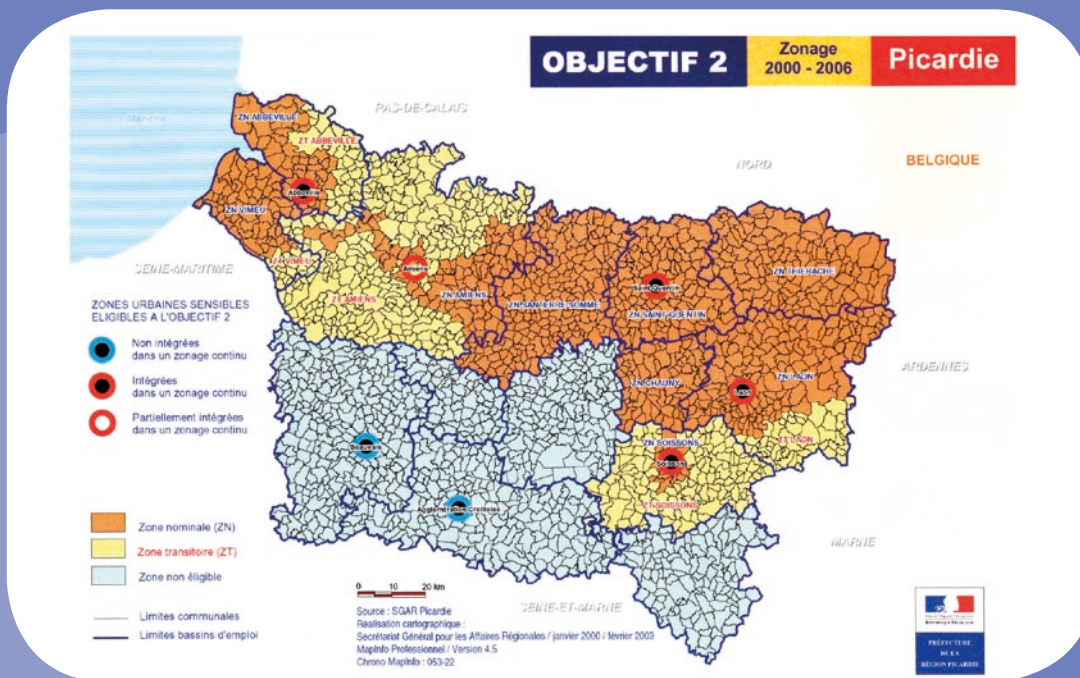 OBJECTIF 2
Zonage
2000 - 2006
Picardie
Manche
PAS-DE-CALAIS
NORD
BELGIQUE
SEINE-MARITIME
ARDENNES
MARNE
SEINE-ET-MARNE
ZN ABBEVILLE
ZT ABBEVILLE
Abbeville
ZN VIMEU
ZT VIMEU
Amiens
ZT AMIENS
ZN AMIENS
ZN SANTERRE SOMME
Saint Quentin
ZN SAINT-QUENTIN
ZN THIERACHE
ZN CHAUNY
ZN LAON
Laon
ZT LAON
ZN SOISSONS
Soissons
ZT SOISSONS
Beauvais
Agglomération Creilloise
ZONES URBAINES SENSIBLES
ELIGIBLES A L'OBJECTIF 2
Non intégrées
dans un zonage continu
Intégrées
dans un zonage continu
Partiellement intégrées
dans un zonage continu
Zone nominale (ZN)
Zone transitoire (ZT)
Zone non éligible
Limites communales
Limites bassins d'emploi
0 10 20 km
Source : SGAR Picardie
Réalisation cartographique :
Secrétariat Général pour les Affaires Régionales / janvier 2000 / février 2003
MapInfo Professionnel / Version 4.5
Chrono MapInfo : 053-22
PRÉFECTURE
DE LA
RÉGION PICARDIE